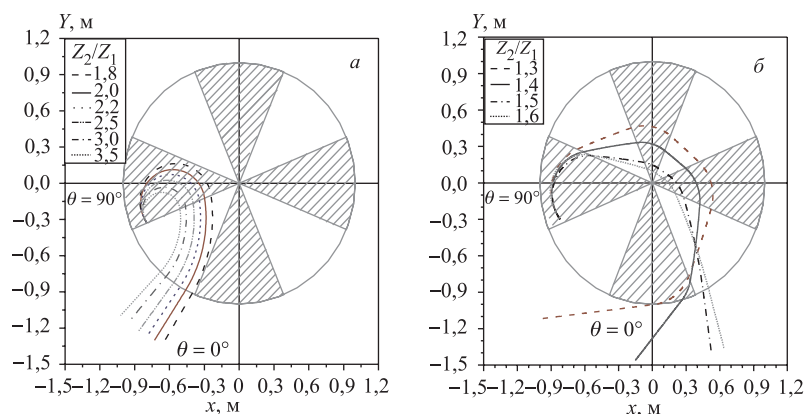 Y, м
1,2
0,9
0,6
0,3
0,0
−0,3
−0,6
−0,9
−1,2
−1,5
Z2/Z1
1,8
2,0
2,2
2,5
3,0
3,5
а
θ = 90°
θ = 0°
−1,5 −1,2 −0,9 −0,6 −0,3 0 0,3 0,6 0,9 1,2
x, м
Y, м
1,2
0,9
0,6
0,3
0,0
−0,3
−0,6
−0,9
−1,2
−1,5
Z2/Z1
1,3
1,4
1,5
1,6
б
θ = 90°
θ = 0°
−1,5 −1,2 −0,9 −0,6 −0,3 0 0,3 0,6 0,9 1,2
x, м